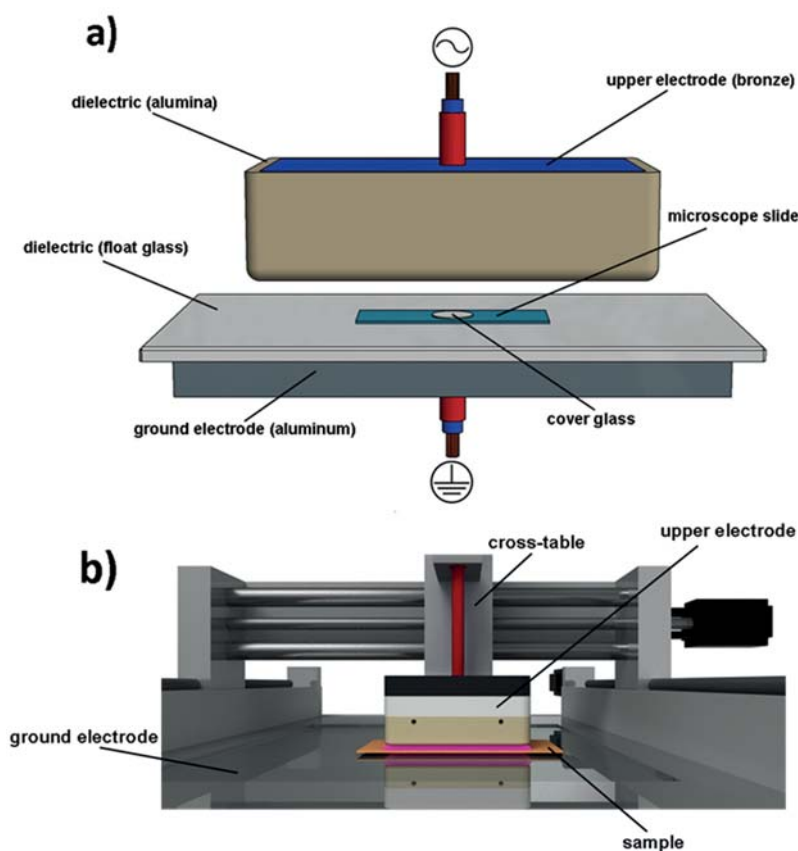 a)
dielectric (alumina)
upper electrode (bronze)
microscope slide
dielectric (float glass)
ground electrode (aluminum)
cover glass
b)
cross-table
upper electrode
ground electrode
sample